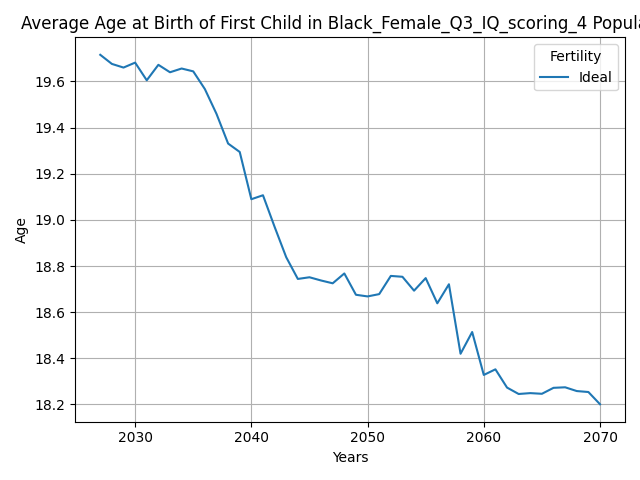 Average Age at Birth of First Child in Black_Female_Q3_IQ_scoring_4 Popula
Fertility
Ideal
Age
19.6
19.4
19.2
19.0
18.8
18.6
18.4
18.2
2030 2040 2050 2060 2070
Years